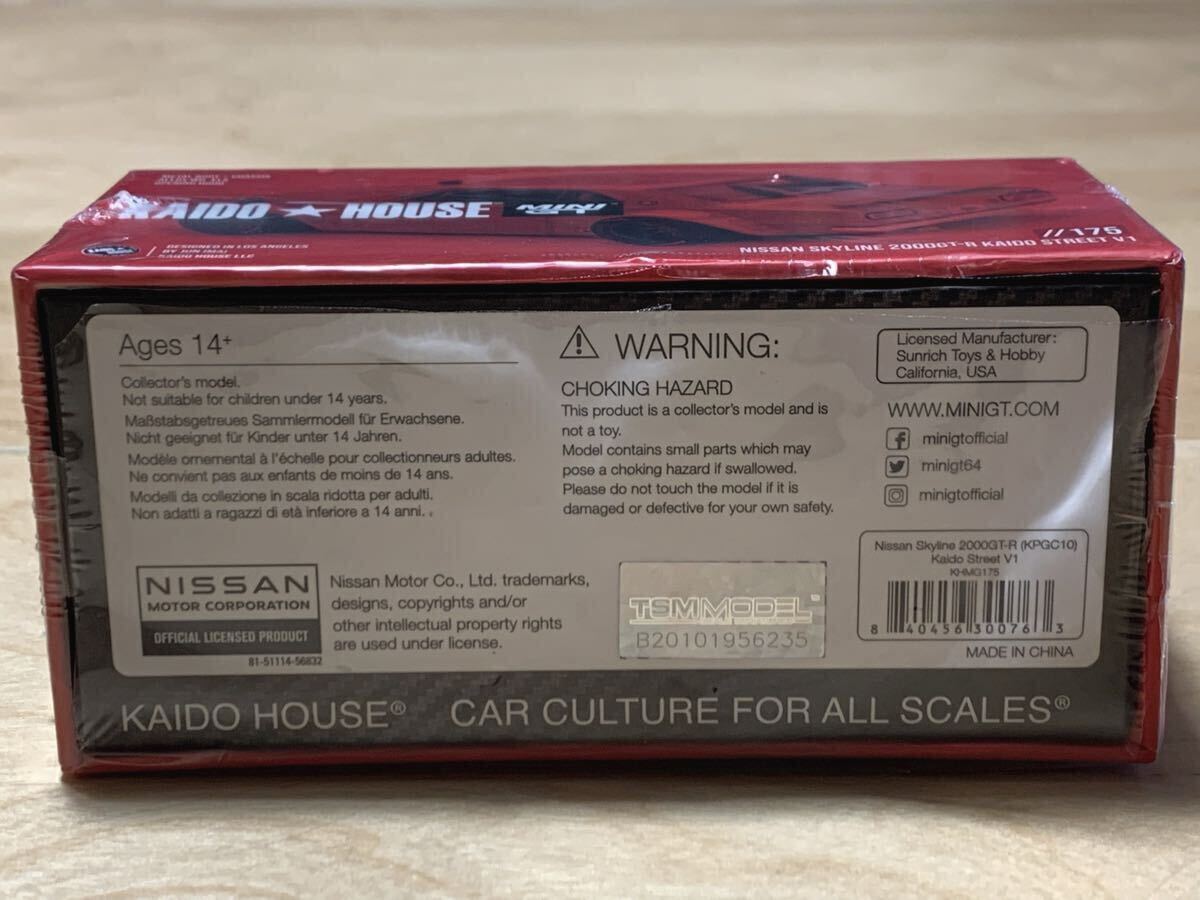 KAIDO ★ HOUSE MINI GT
DESIGNED IN LOS ANGELES
BY JUN IMAI
KAIDO HOUSE LLC
//175
NISSAN SKYLINE 2000GT-R KAIDO STREET V1
Ages 14+
Collector's model.
Not suitable for children under 14 years.
Maßstabsgetreues Sammlermodell für Erwachsene.
Nicht geeignet für Kinder unter 14 Jahren.
Modèle ornemental à l'échelle pour collectionneurs adultes.
Ne convient pas aux enfants de moins de 14 ans.
Modelli da collezione in scala ridotta per adulti.
Non adatti a ragazzi di età inferiore a 14 anni.
NISSAN
MOTOR CORPORATION
OFFICIAL LICENSED PRODUCT
81-51114-56832
Nissan Motor Co., Ltd. trademarks,
designs, copyrights and/or
other intellectual property rights
are used under license.
⚠ WARNING:
CHOKING HAZARD
This product is a collector's model and is
not a toy.
Model contains small parts which may
pose a choking hazard if swallowed.
Please do not touch the model if it is
damaged or defective for your own safety.
TSMMODEL
B20101956235
Licensed Manufacturer:
Sunrich Toys & Hobby
California, USA
WWW.MINIGT.COM
minigtofficial
minigt64
minigtofficial
Nissan Skyline 2000GT-R (KPGC10)
Kaido Street V1
KHMG175
8 40456 30076 3
MADE IN CHINA
KAIDO HOUSE® CAR CULTURE FOR ALL SCALES®